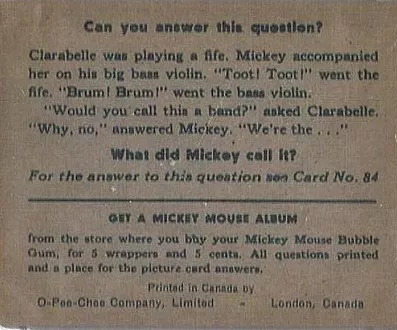 Can you answer this question?
Clarabelle was playing a fife. Mickey accompanied
her on his big bass violin. "Toot! Toot!" went the
fife. "Brum! Brum!" went the bass violin.
"Would you call this a band?" asked Clarabelle.
"Why, no," answered Mickey. "We're the . . ."
What did Mickey call it?
For the answer to this question see Card No. 84
GET A MICKEY MOUSE ALBUM
from the store where you buy your Mickey Mouse Bubble
Gum, for 5 wrappers and 5 cents. All questions printed
and a place for the picture card answers.
Printed in Canada by
O-Pee-Chee Company, Limited - London, Canada